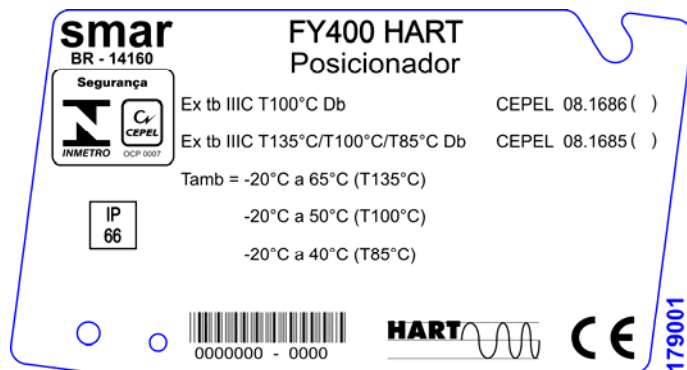 smar
BR - 14160
FY400 HART
Posicionador
Segurança
INMETRO
CEPEL
OCP 0007
Ex tb IIIC T100°C Db CEPEL 08.1686 ( )
Ex tb IIIC T135°C/T100°C/T85°C Db CEPEL 08.1685 ( )
Tamb = -20°C a 65°C (T135°C)
-20°C a 50°C (T100°C)
-20°C a 40°C (T85°C)
IP
66
0000000 - 0000
HART
CE
179001